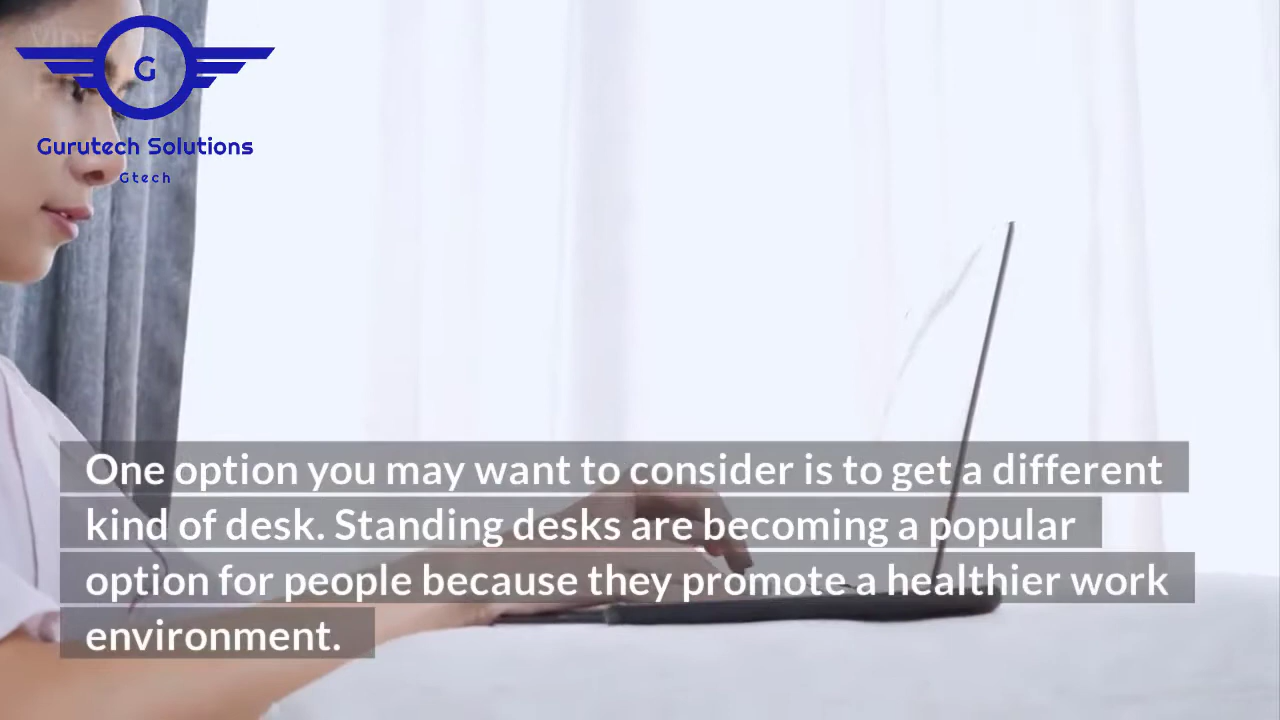 G
Gurutech Solutions
Gtech
One option you may want to consider is to get a different
kind of desk. Standing desks are becoming a popular
option for people because they promote a healthier work
environment.